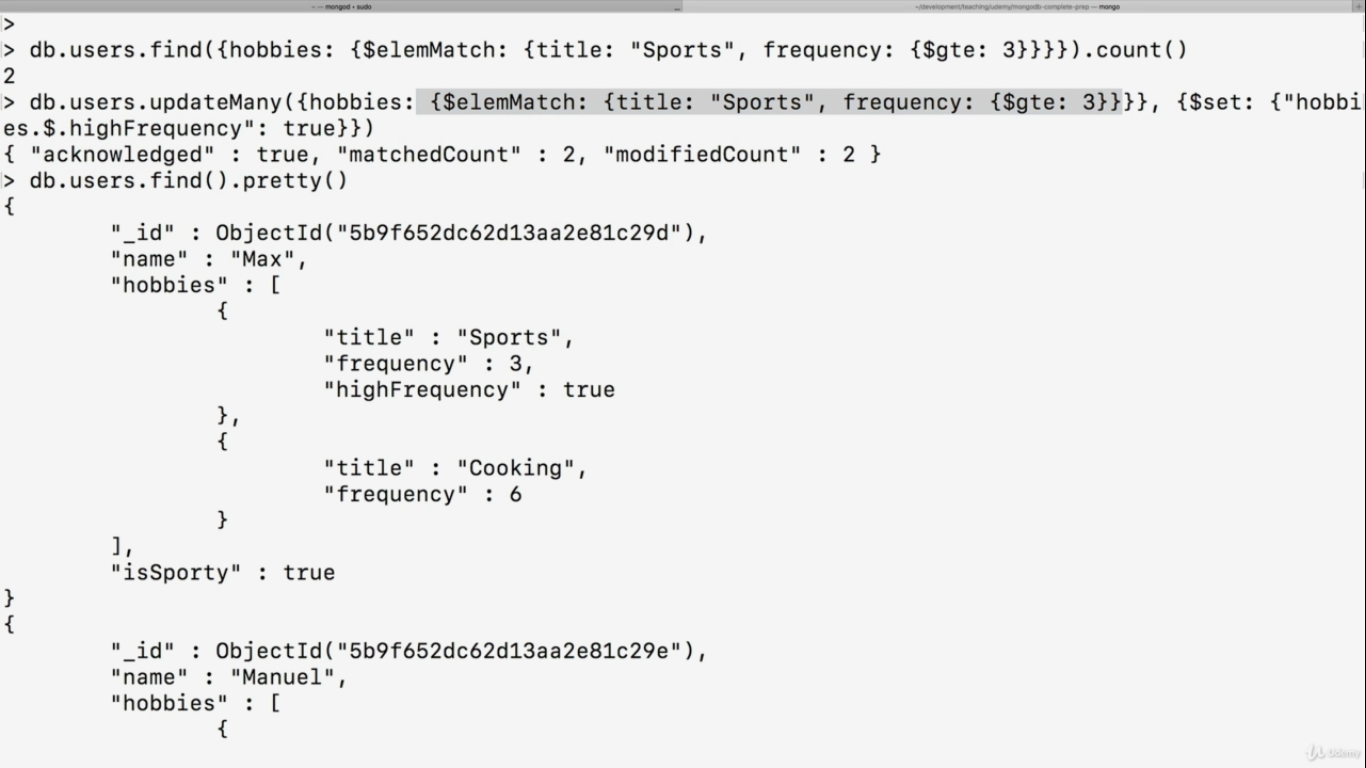 ~ — mongod • sudo
~/development/teaching/udemy/mongodb-complete-prep — mongo
>
> db.users.find({hobbies: {$elemMatch: {title: "Sports", frequency: {$gte: 3}}}}).count()
2
> db.users.updateMany({hobbies: {$elemMatch: {title: "Sports", frequency: {$gte: 3}}}}, {$set: {"hobbi
es.$.highFrequency": true}})
{ "acknowledged" : true, "matchedCount" : 2, "modifiedCount" : 2 }
> db.users.find().pretty()
{
"_id" : ObjectId("5b9f652dc62d13aa2e81c29d"),
"name" : "Max",
"hobbies" : [
{
"title" : "Sports",
"frequency" : 3,
"highFrequency" : true
},
{
"title" : "Cooking",
"frequency" : 6
}
],
"isSporty" : true
}
{
"_id" : ObjectId("5b9f652dc62d13aa2e81c29e"),
"name" : "Manuel",
"hobbies" : [
{
Udemy